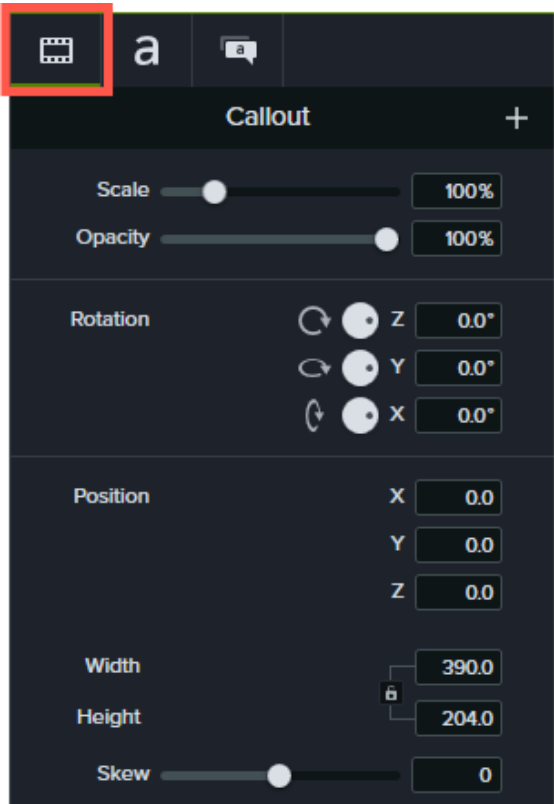 a a
Callout +
Scale 100%
Opacity 100%
Rotation Z 0.0°
Y 0.0°
X 0.0°
Position X 0.0
Y 0.0
Z 0.0
Width 390.0
Height 204.0
Skew 0